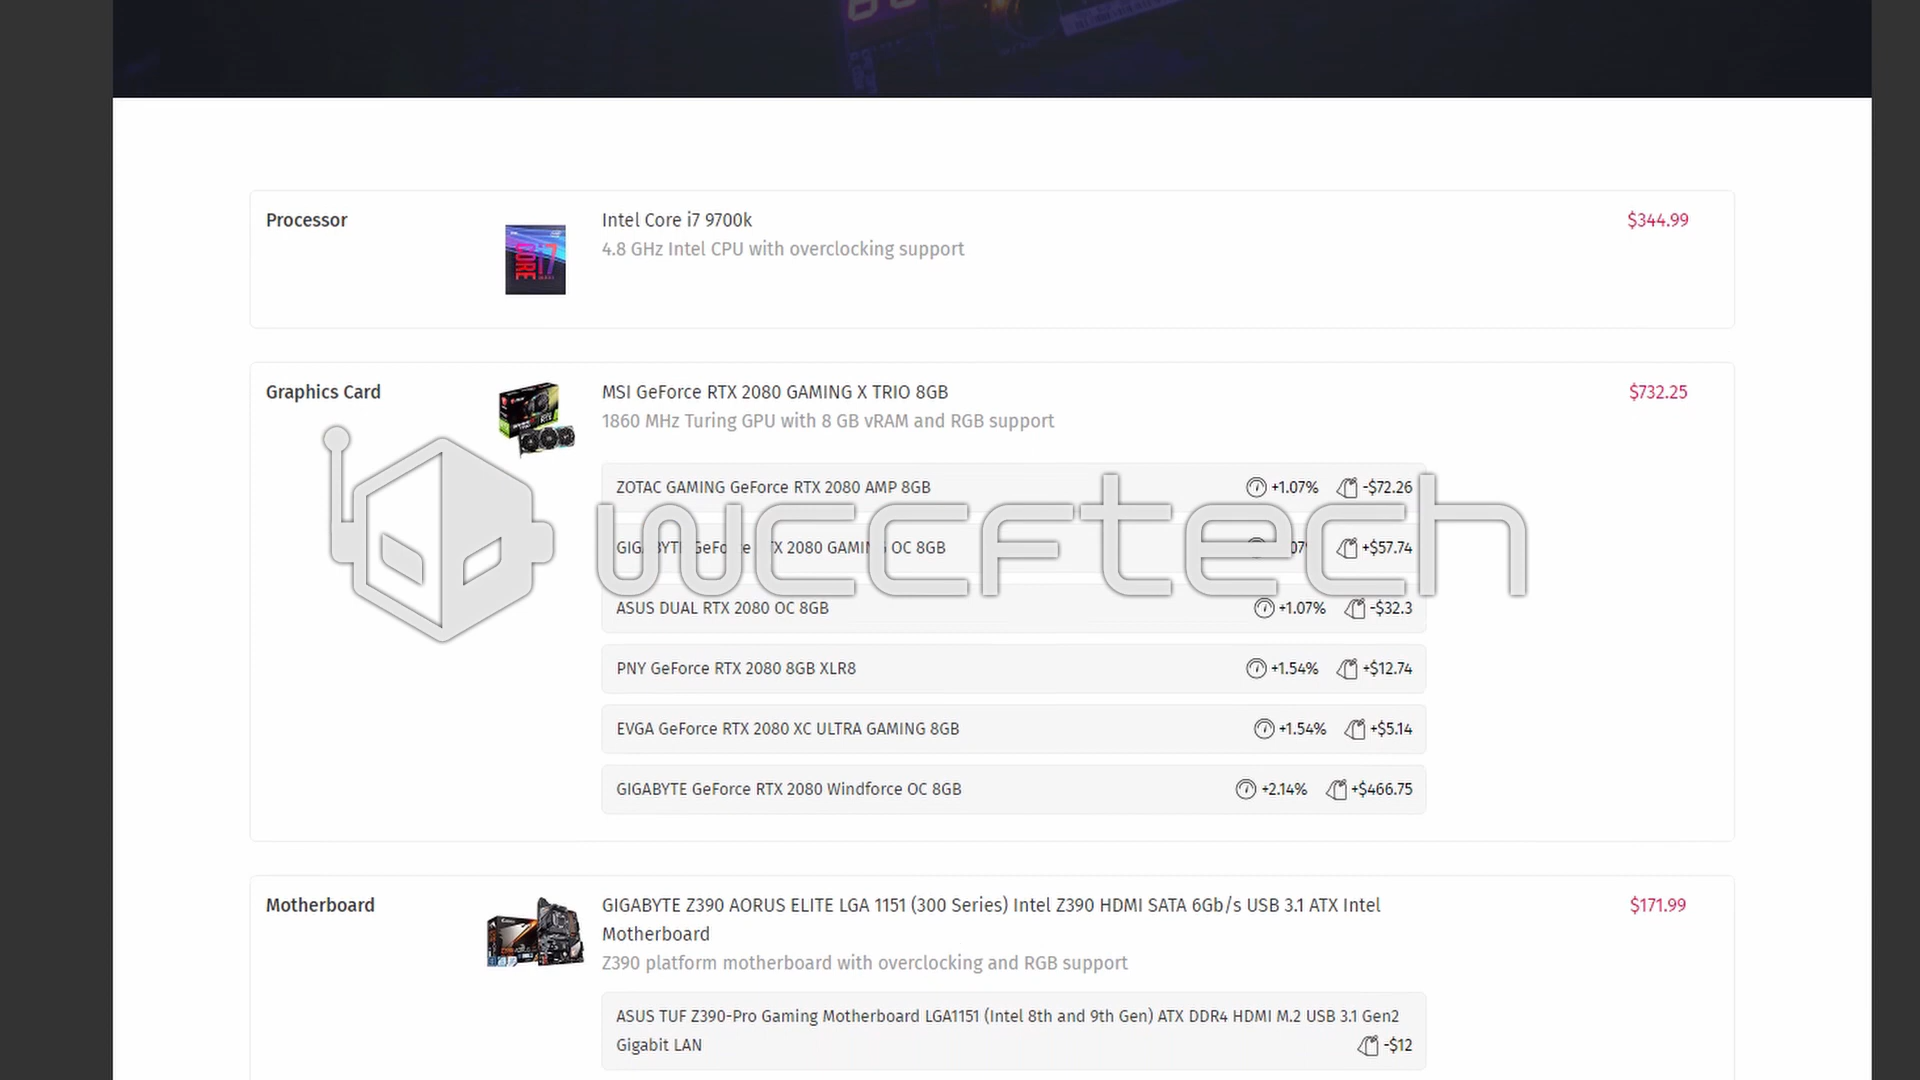 Processor
Intel Core i7 9700k
$344.99
4.8 GHz Intel CPU with overclocking support
CORE i7
Graphics Card
MSI GeForce RTX 2080 GAMING X TRIO 8GB
$732.25
1860 MHz Turing GPU with 8 GB vRAM and RGB support
ZOTAC GAMING GeForce RTX 2080 AMP 8GB +1.07% -$72.26
wccftech
2080 GAMING OC 8GB +$57.74
ASUS DUAL RTX 2080 OC 8GB +1.07% -$32.3
PNY GeForce RTX 2080 8GB XLR8 +1.54% +$12.74
EVGA GeForce RTX 2080 XC ULTRA GAMING 8GB +1.54% +$5.14
GIGABYTE GeForce RTX 2080 Windforce OC 8GB +2.14% +$466.75
Motherboard
GIGABYTE Z390 AORUS ELITE LGA 1151 (300 Series) Intel Z390 HDMI SATA 6Gb/s USB 3.1 ATX Intel
$171.99
Motherboard
Z390 platform motherboard with overclocking and RGB support
ASUS TUF Z390-Pro Gaming Motherboard LGA1151 (Intel 8th and 9th Gen) ATX DDR4 HDMI M.2 USB 3.1 Gen2
Gigabit LAN -$12